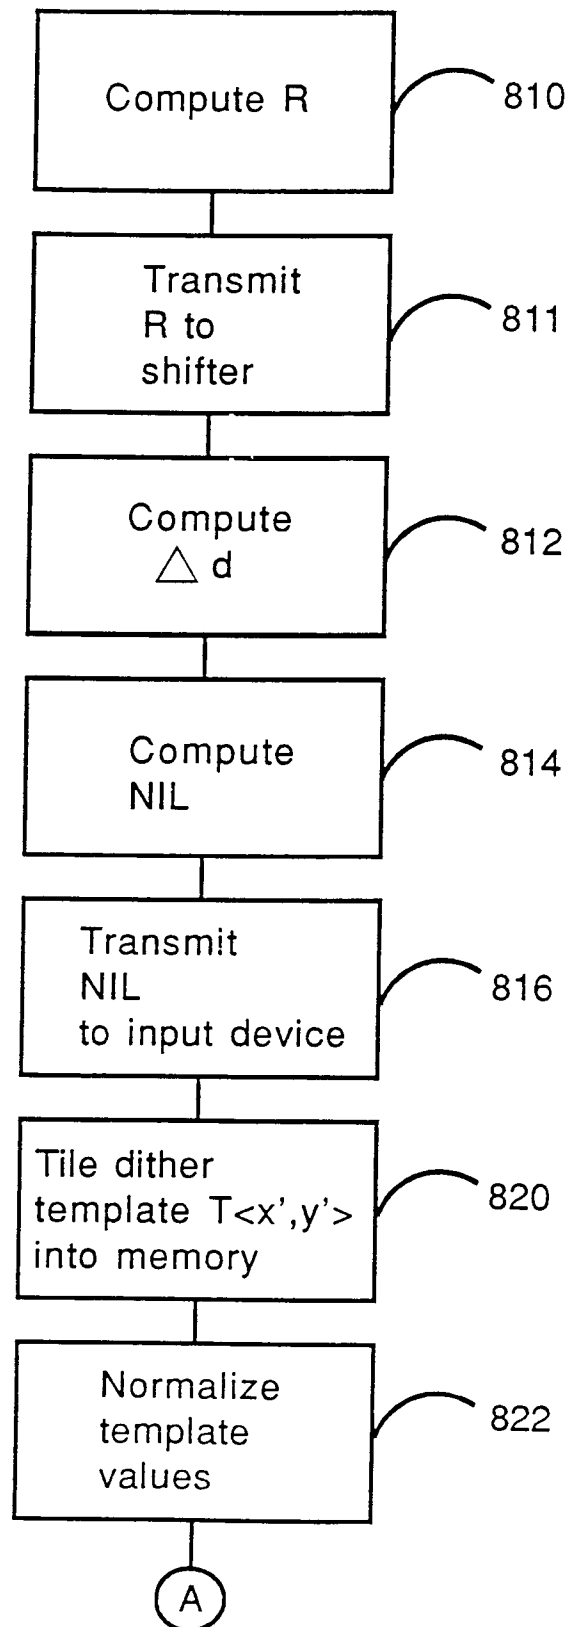 Compute R
810
Transmit
R to
shifter
811
Compute
△ d
812
Compute
NIL
814
Transmit
NIL
to input device
816
Tile dither
template T<x',y'>
into memory
820
Normalize
template
values
822
A